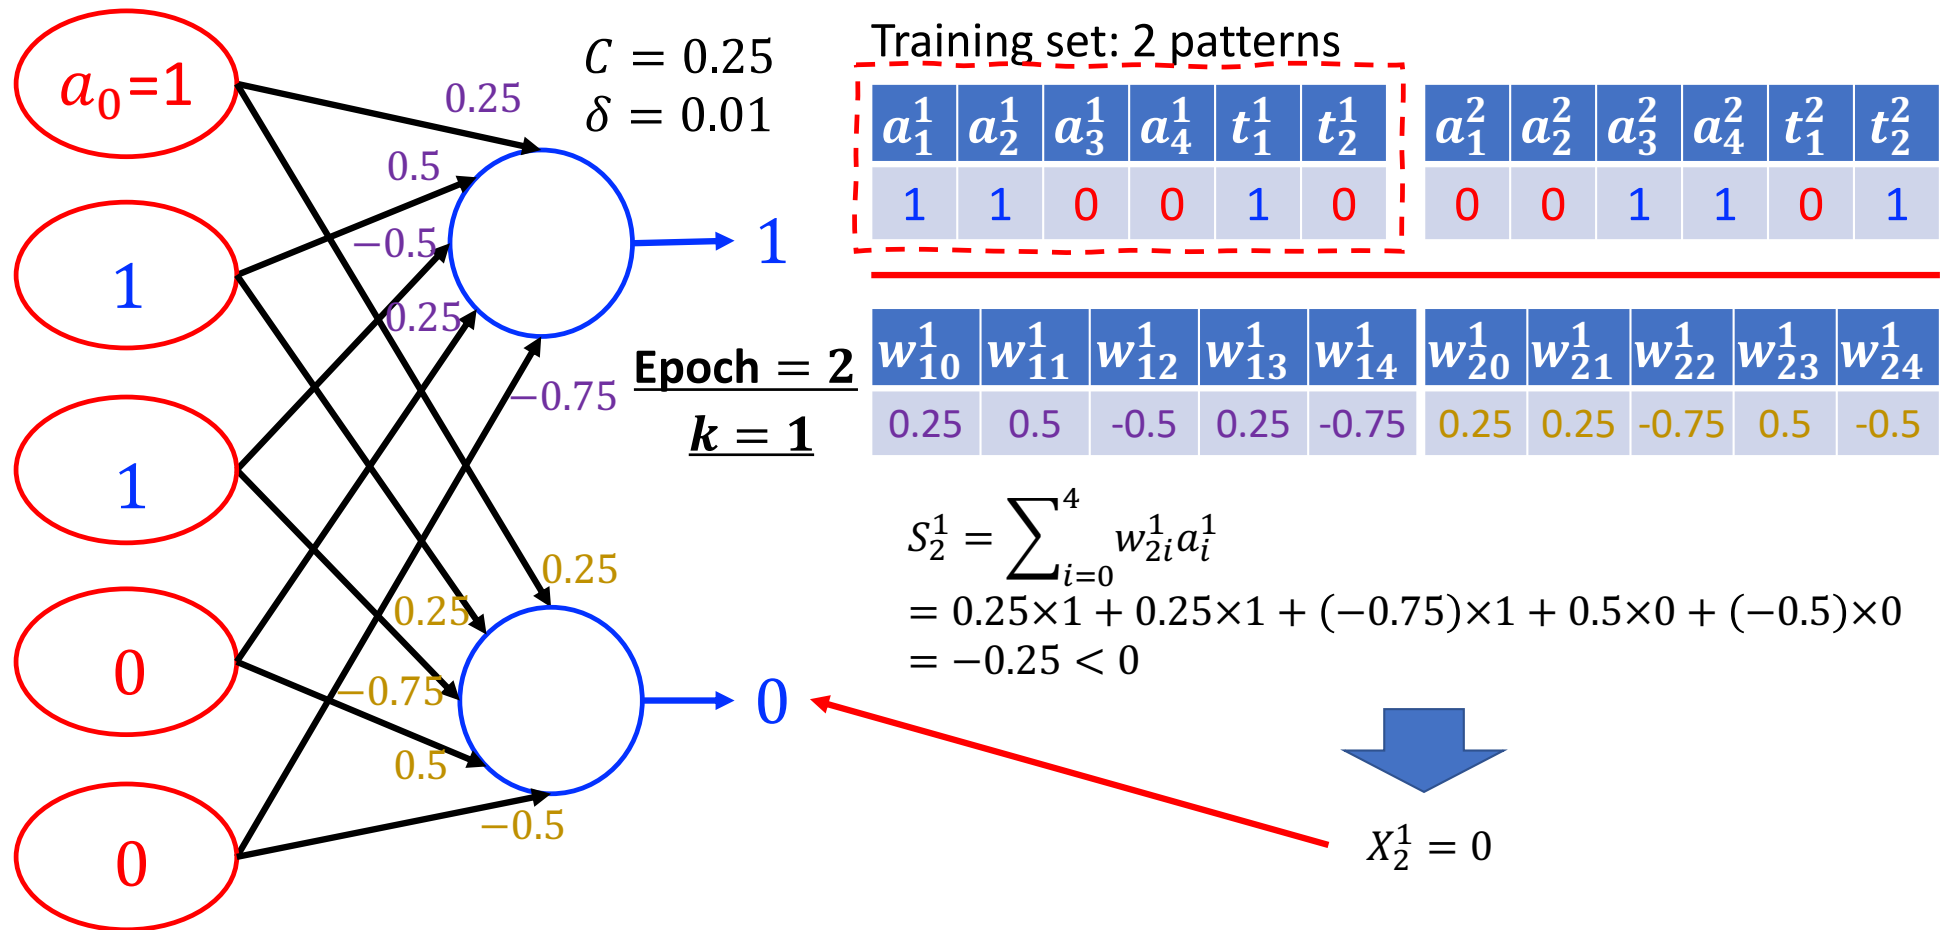 a₀=1
1
1
0
0
C = 0.25
δ = 0.01
0.25
0.5
−0.5
0.25
−0.75
1
0.25
0.25
−0.75
0.5
−0.5
0
Training set: 2 patterns
a₁¹ a₂¹ a₃¹ a₄¹ t₁¹ t₂¹
1 1 0 0 1 0
a₁² a₂² a₃² a₄² t₁² t₂²
0 0 1 1 0 1
Epoch = 2
k = 1
w₁₀¹ w₁₁¹ w₁₂¹ w₁₃¹ w₁₄¹
0.25 0.5 -0.5 0.25 -0.75
w₂₀¹ w₂₁¹ w₂₂¹ w₂₃¹ w₂₄¹
0.25 0.25 -0.75 0.5 -0.5
S₂¹ = ∑ᵢ₌₀⁴ w₂ᵢ¹aᵢ¹
= 0.25×1 + 0.25×1 + (−0.75)×1 + 0.5×0 + (−0.5)×0
= −0.25 < 0
X₂¹ = 0